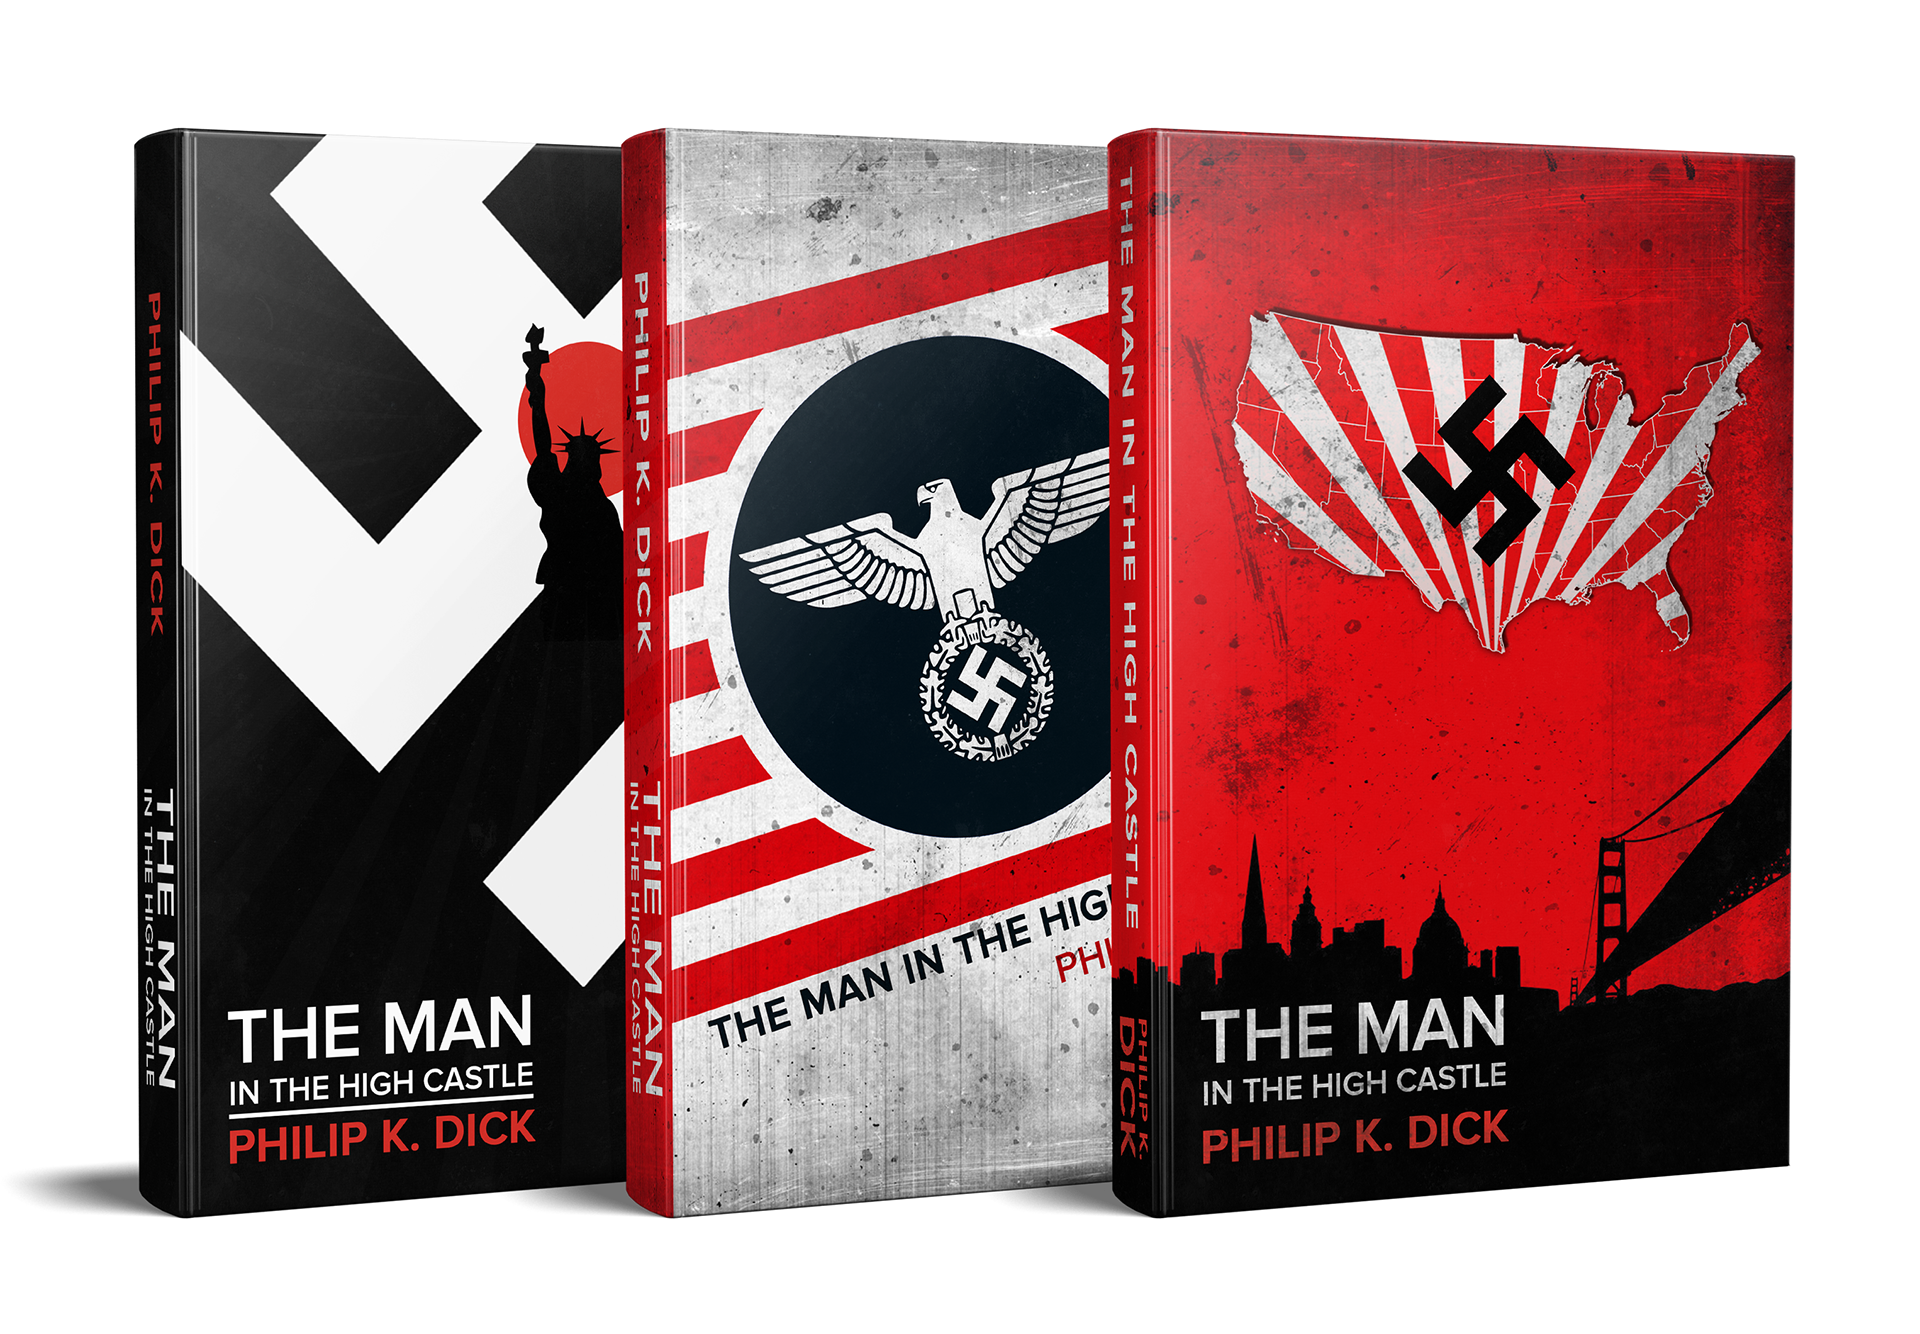 PHILIP K. DICK
THE MAN
IN THE HIGH CASTLE
THE MAN
IN THE HIGH CASTLE
PHILIP K. DICK
PHILIP K. DICK
THE MAN
IN THE HIGH CASTLE
THE MAN IN THE HIG
PHI
THE MAN IN THE HIGH CASTLE
PHILIP K.
DICK
THE MAN
IN THE HIGH CASTLE
PHILIP K. DICK